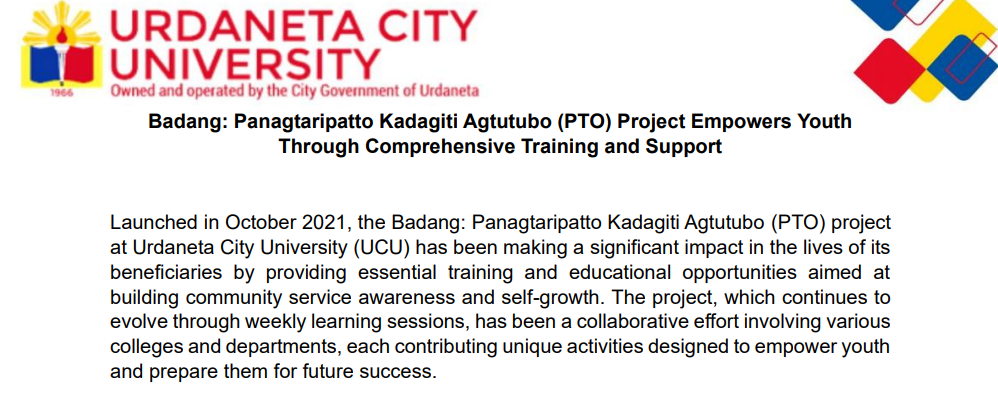 URDANETA CITY
UNIVERSITY
1966
Owned and operated by the City Government of Urdaneta
Badang: Panagtaripatto Kadagiti Agtutubo (PTO) Project Empowers Youth
Through Comprehensive Training and Support
Launched in October 2021, the Badang: Panagtaripatto Kadagiti Agtutubo (PTO) project
at Urdaneta City University (UCU) has been making a significant impact in the lives of its
beneficiaries by providing essential training and educational opportunities aimed at
building community service awareness and self-growth. The project, which continues to
evolve through weekly learning sessions, has been a collaborative effort involving various
colleges and departments, each contributing unique activities designed to empower youth
and prepare them for future success.